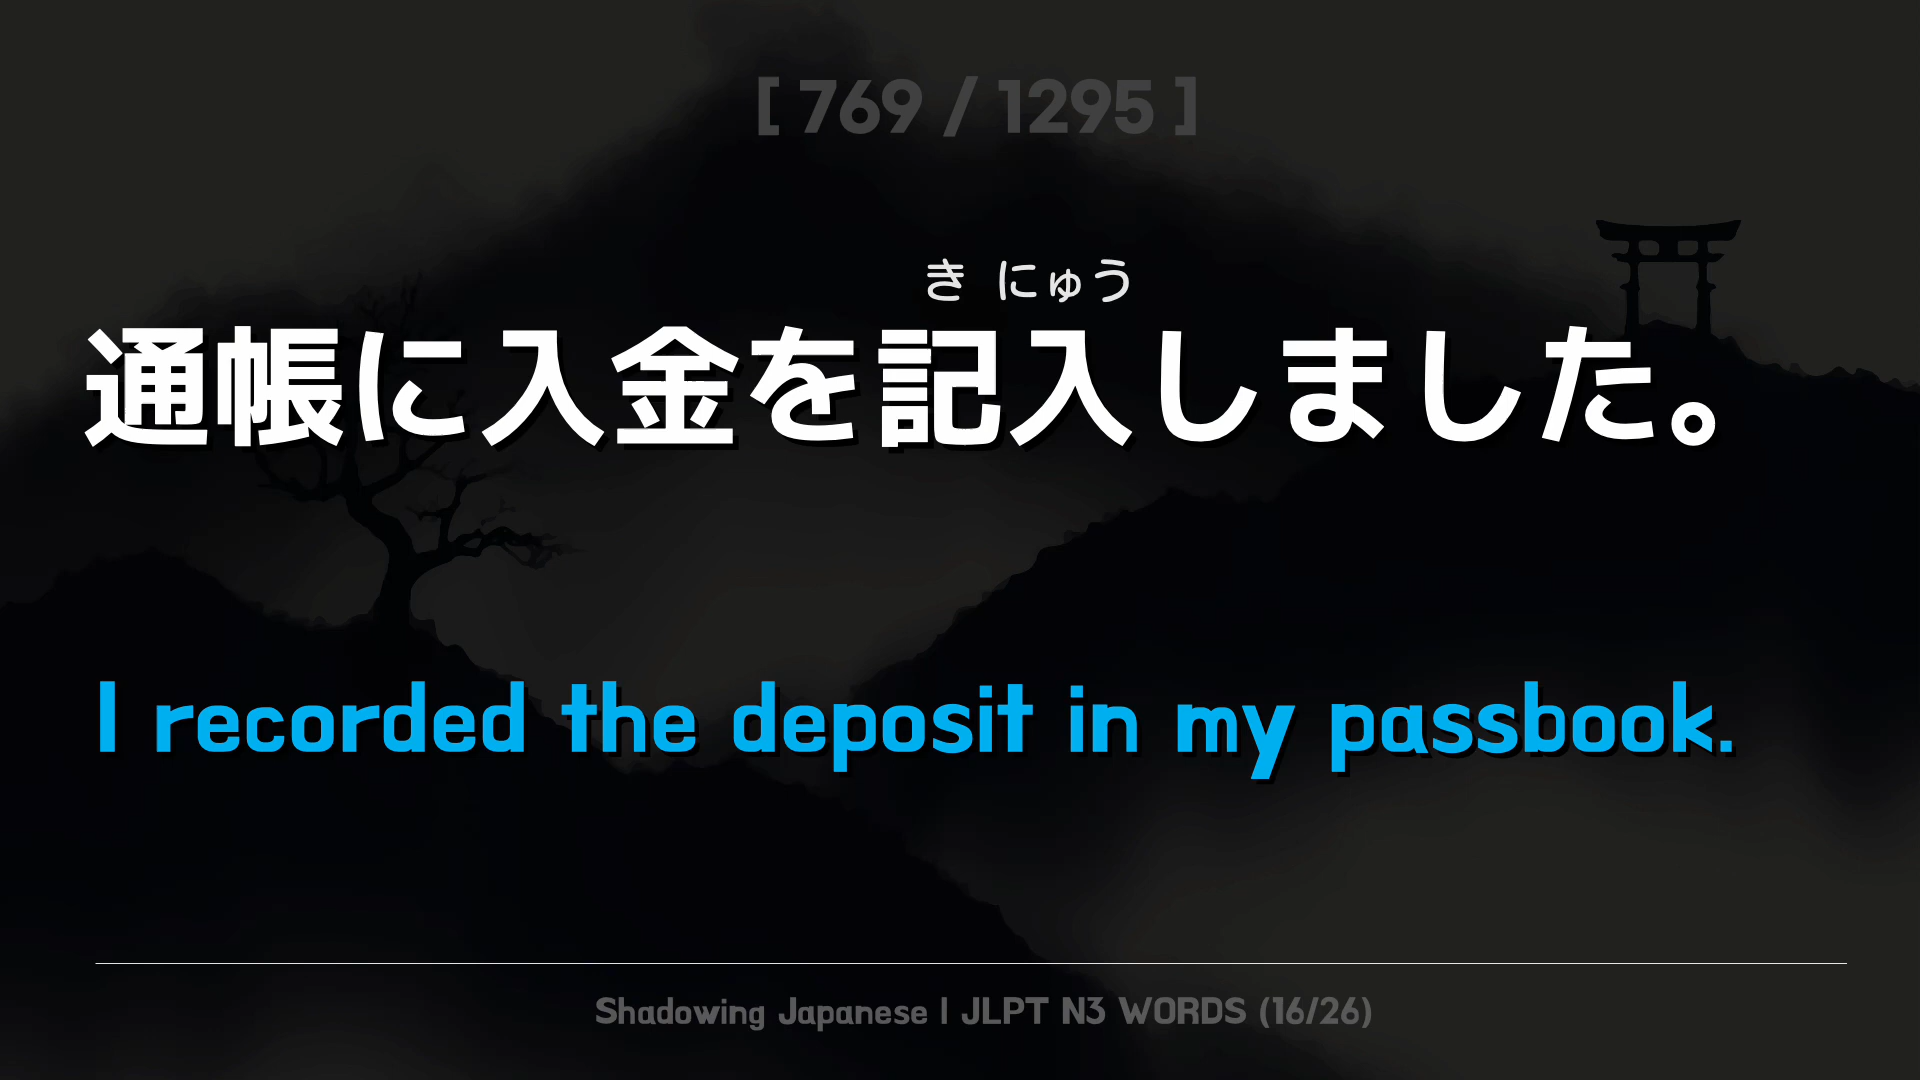 [ 769 / 1295 ]
き にゅう
通帳に入金を記入しました。
I recorded the deposit in my passbook.
Shadowing Japanese | JLPT N3 WORDS (16/26)